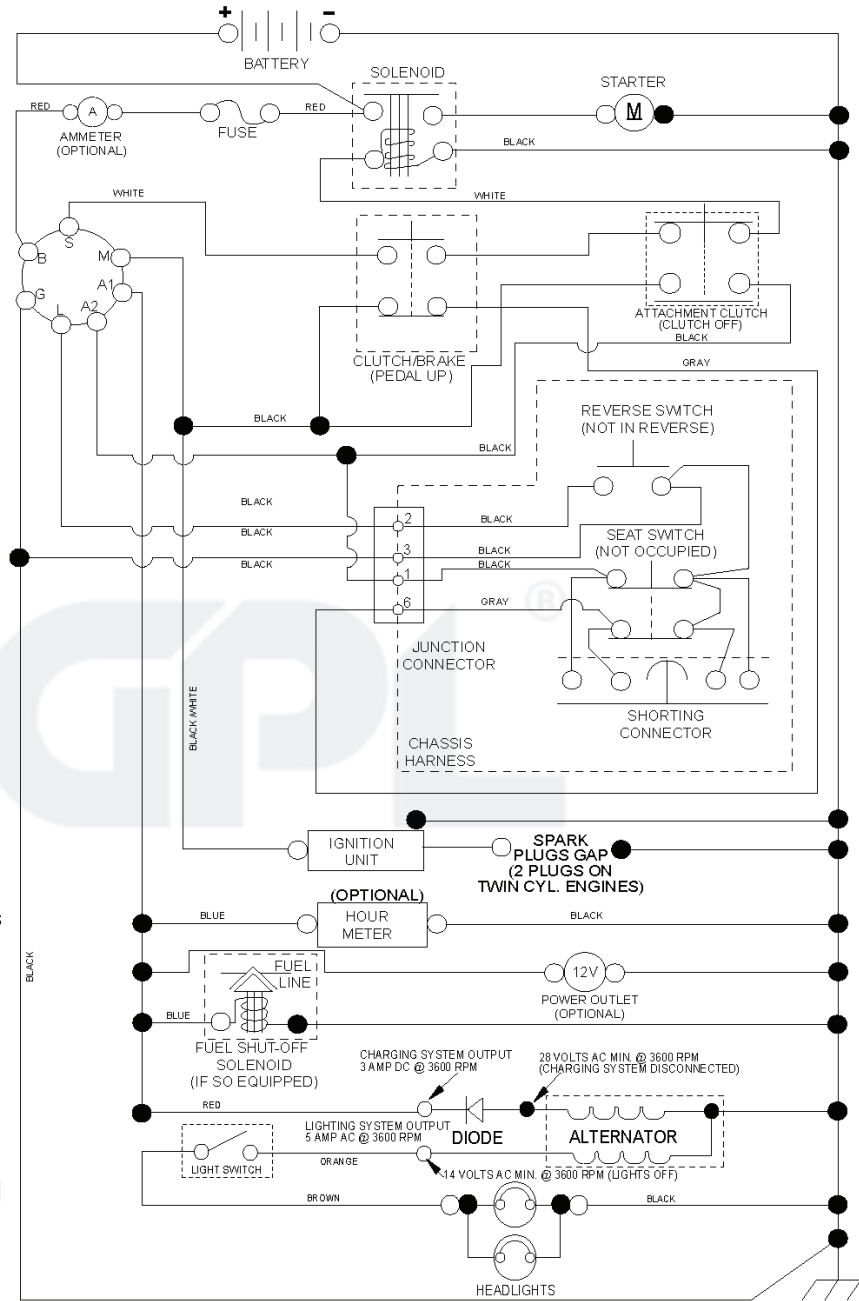 + −
BATTERY
SOLENOID
STARTER
RED
A
RED
M
AMMETER
(OPTIONAL)
FUSE
BLACK
WHITE
WHITE
S
B
M
G
A1
L
A2
ATTACHMENT CLUTCH
(CLUTCH OFF)
BLACK
CLUTCH/BRAKE
(PEDAL UP)
GRAY
BLACK
BLACK
REVERSE SWITCH
(NOT IN REVERSE)
BLACK
2
BLACK
BLACK
SEAT SWITCH
(NOT OCCUPIED)
3
BLACK
BLACK
BLACK
1
6
GRAY
®
GPL
JUNCTION
CONNECTOR
BLACK/WHITE
SHORTING
CONNECTOR
CHASSIS
HARNESS
IGNITION
UNIT
SPARK
PLUGS GAP
(2 PLUGS ON
TWIN CYL. ENGINES)
(OPTIONAL)
BLUE
HOUR
METER
BLACK
BLACK
FUEL
LINE
12V
POWER OUTLET
(OPTIONAL)
BLUE
FUEL SHUT-OFF
SOLENOID
(IF SO EQUIPPED)
CHARGING SYSTEM OUTPUT
3 AMP DC @ 3600 RPM
28 VOLTS AC MIN. @ 3600 RPM
(CHARGING SYSTEM DISCONNECTED)
RED
LIGHTING SYSTEM OUTPUT
5 AMP AC @ 3600 RPM
DIODE
ALTERNATOR
LIGHT SWITCH
ORANGE
14 VOLTS AC MIN. @ 3600 RPM (LIGHTS OFF)
BROWN
BLACK
HEADLIGHTS